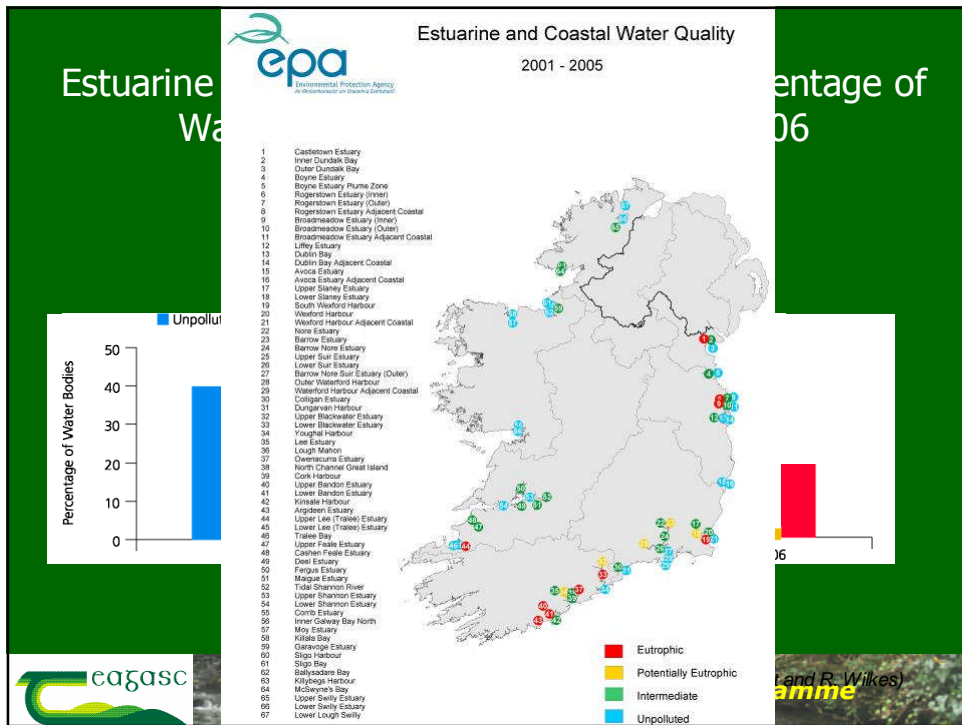 Estuarine and Coastal Water Quality
2001 - 2005
epa
Environmental Protection Agency
Estuarine
entage of
Wa
06
1 Castletown Estuary
2 Inner Dundalk Bay
3 Outer Dundalk Bay
4 Boyne Estuary
5 Boyne Estuary Plume Zone
6 Rogerstown Estuary (Inner)
7 Rogerstown Estuary (Outer)
8 Rogerstown Estuary Adjacent Coastal
9 Broadmeadow Estuary (Inner)
10 Broadmeadow Estuary (Outer)
11 Broadmeadow Estuary Adjacent Coastal
12 Liffey Estuary
13 Dublin Bay
14 Dublin Bay Adjacent Coastal
15 Avoca Estuary
16 Avoca Estuary Adjacent Coastal
17 Upper Slaney Estuary
18 Lower Slaney Estuary
19 South Wexford Harbour
20 Wexford Harbour
21 Wexford Harbour Adjacent Coastal
22 Nore Estuary
23 Barrow Estuary
24 Barrow Nore Estuary
25 Upper Suir Estuary
26 Lower Suir Estuary
27 Barrow Nore Suir Estuary (Outer)
28 Outer Waterford Harbour
29 Waterford Harbour Adjacent Coastal
30 Colligan Estuary
31 Dungarvan Harbour
32 Upper Blackwater Estuary
33 Lower Blackwater Estuary
34 Youghal Harbour
35 Lee Estuary
36 Lough Mahon
37 Owenacurra Estuary
38 North Channel Great Island
39 Cork Harbour
40 Upper Bandon Estuary
41 Lower Bandon Estuary
42 Kinsale Harbour
43 Argideen Estuary
44 Upper Lee (Tralee) Estuary
45 Lower Lee (Tralee) Estuary
46 Tralee Bay
47 Upper Feale Estuary
48 Cashen Feale Estuary
49 Deel Estuary
50 Fergus Estuary
51 Maigue Estuary
52 Tidal Shannon River
53 Upper Shannon Estuary
54 Lower Shannon Estuary
55 Corrib Estuary
56 Inner Galway Bay North
57 Moy Estuary
58 Killala Bay
59 Garavoge Estuary
60 Sligo Harbour
61 Sligo Bay
62 Ballysadare Bay
63 Killybegs Harbour
64 McSwyne's Bay
65 Upper Swilly Estuary
66 Lower Swilly Estuary
67 Lower Lough Swilly
Unpollut
Percentage of Water Bodies
50
40
30
20
10
0
06
Eutrophic
Potentially Eutrophic
Intermediate
Unpolluted
eagasc
t and R. Wilkes)
amme